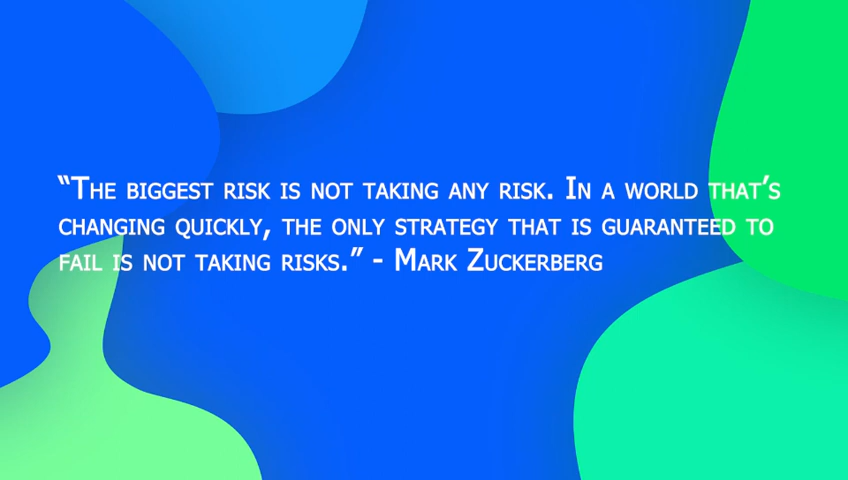 “The biggest risk is not taking any risk. In a world that’s
changing quickly, the only strategy that is guaranteed to
fail is not taking risks.” - Mark Zuckerberg